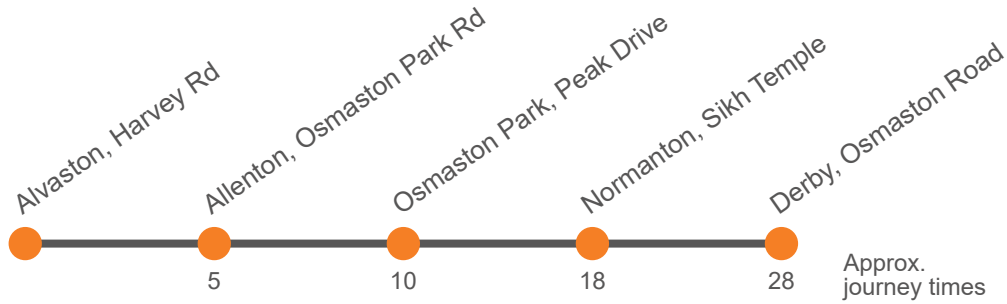 Alvaston, Harvey Rd
Allenton, Osmaston Park Rd
Osmaston Park, Peak Drive
Normanton, Sikh Temple
Derby, Osmaston Road
5
10
18
28
Approx.
journey times